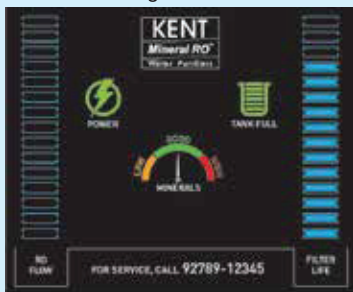 KENT
Mineral RO™
Water Purifiers
POWER
TANK FULL
LOW
GOOD
HIGH
MINERALS
RO
FLOW
FOR SERVICE, CALL 92789-12345
FILTER
LIFE